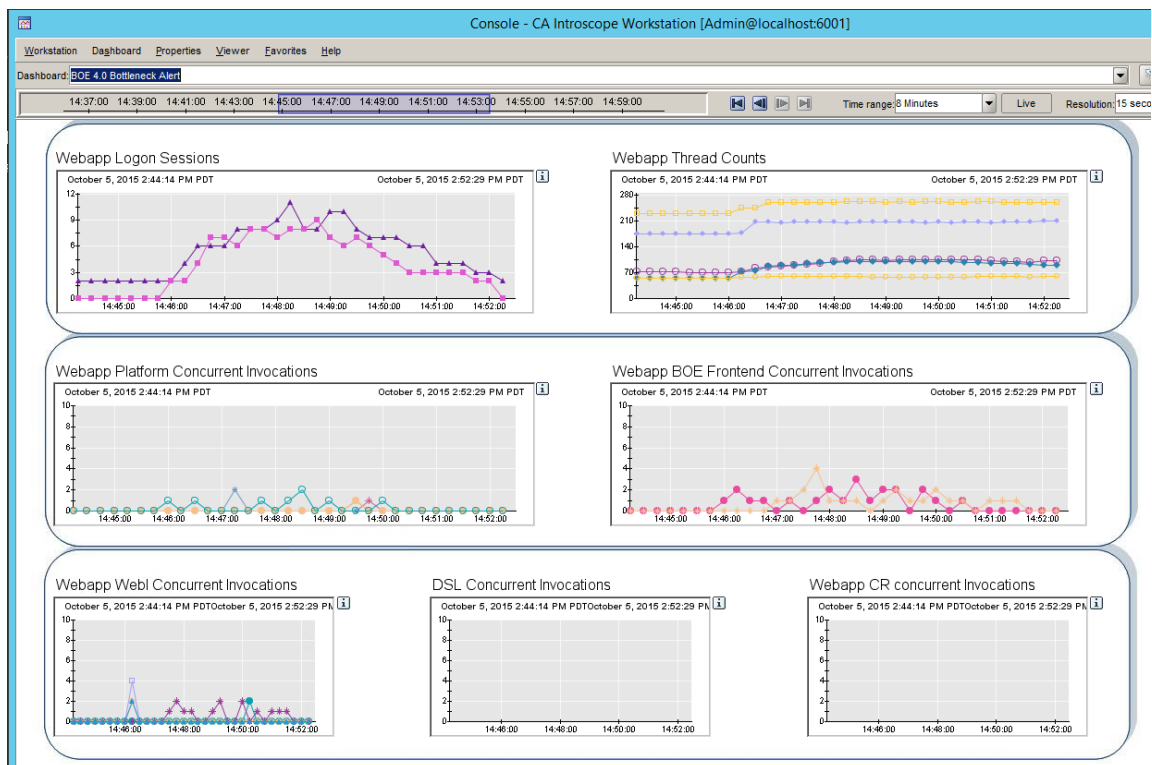 Console - CA Introscope Workstation [Admin@localhost:6001]
Workstation Dashboard Properties Viewer Favorites Help
Dashboard: BOE 4.0 Bottleneck Alert
14:37:00 14:39:00 14:41:00 14:43:00 14:45:00 14:47:00 14:49:00 14:51:00 14:53:00 14:55:00 14:57:00 14:59:00 Time range: 8 Minutes Live Resolution: 15 seco
Webapp Logon Sessions
October 5, 2015 2:44:14 PM PDT October 5, 2015 2:52:29 PM PDT
12
9
6
3
0
14:45:00 14:46:00 14:47:00 14:48:00 14:49:00 14:50:00 14:51:00 14:52:00
Webapp Thread Counts
October 5, 2015 2:44:14 PM PDT October 5, 2015 2:52:29 PM PDT
280
210
140
70
0
14:45:00 14:46:00 14:47:00 14:48:00 14:49:00 14:50:00 14:51:00 14:52:00
Webapp Platform Concurrent Invocations
October 5, 2015 2:44:14 PM PDT October 5, 2015 2:52:29 PM PDT
10
8
6
4
2
0
14:45:00 14:46:00 14:47:00 14:48:00 14:49:00 14:50:00 14:51:00 14:52:00
Webapp BOE Frontend Concurrent Invocations
October 5, 2015 2:44:14 PM PDT October 5, 2015 2:52:29 PM PDT
10
8
6
4
2
0
14:45:00 14:46:00 14:47:00 14:48:00 14:49:00 14:50:00 14:51:00 14:52:00
Webapp WebI Concurrent Invocations
October 5, 2015 2:44:14 PM PDTOctober 5, 2015 2:52:29 PM
10
8
6
4
2
0
14:46:00 14:48:00 14:50:00 14:52:00
DSL Concurrent Invocations
October 5, 2015 2:44:14 PM PDTOctober 5, 2015 2:52:29 PM
10
8
6
4
2
0
14:46:00 14:48:00 14:50:00 14:52:00
Webapp CR concurrent Invocations
October 5, 2015 2:44:14 PM PDTOctober 5, 2015 2:52:29 PM
10
8
6
4
2
0
14:46:00 14:48:00 14:50:00 14:52:00